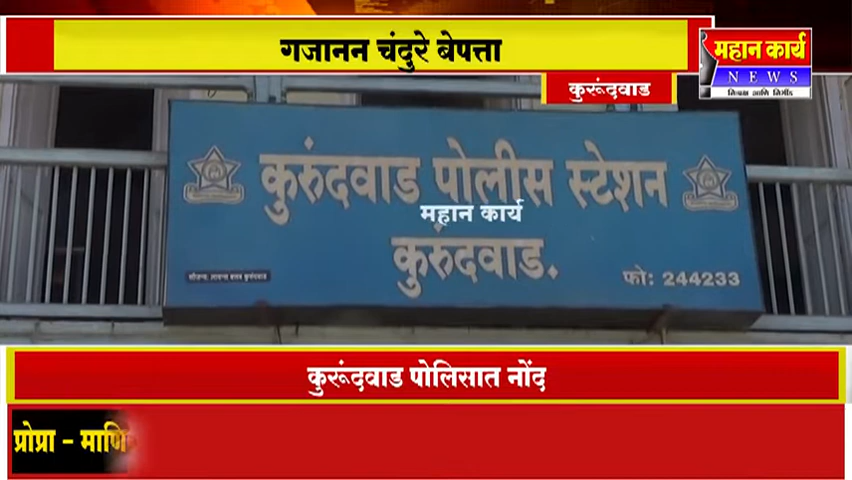 गजानन चंदुरे बेपत्ता
महान कार्य
NEWS
कुरूंदवाड
कुरुंदवाड पोलीस स्टेशन
महान कार्य
कुरुंदवाड.
फो: 244233
कुरूंदवाड पोलिसात नोंद
प्रोप्रा - माणि